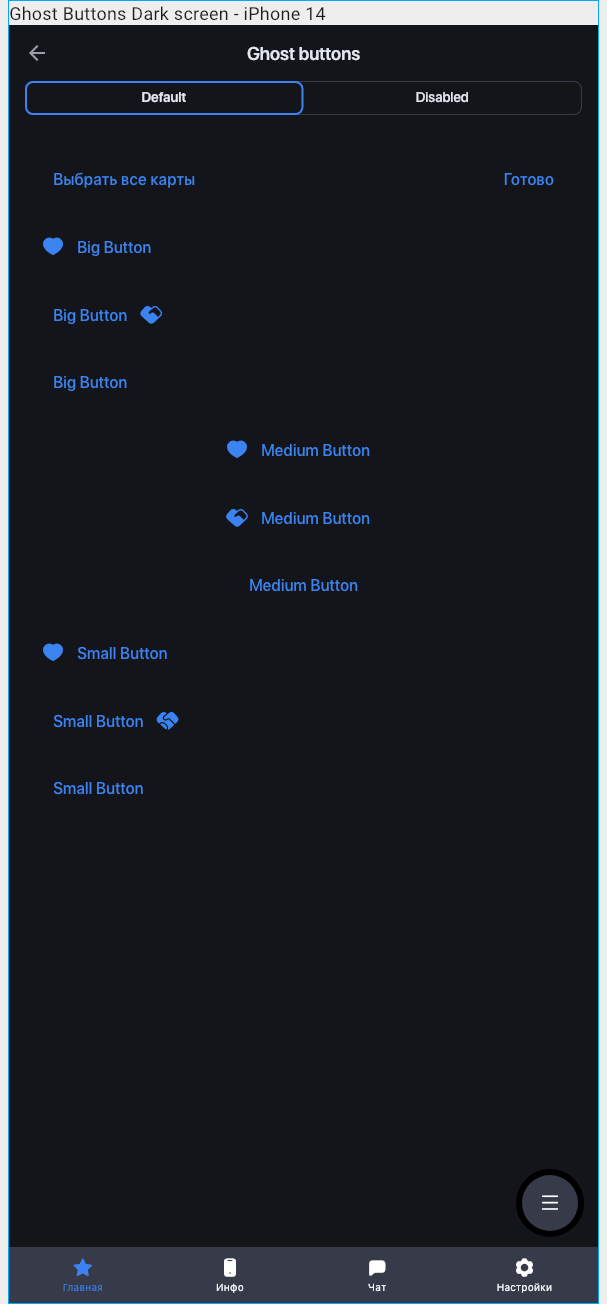 Ghost Buttons Dark screen - iPhone 14
Ghost buttons
Default Disabled
Выбрать все карты Готово
Big Button
Big Button
Big Button
Medium Button
Medium Button
Medium Button
Small Button
Small Button
Small Button
Главная Инфо Чат Настройки